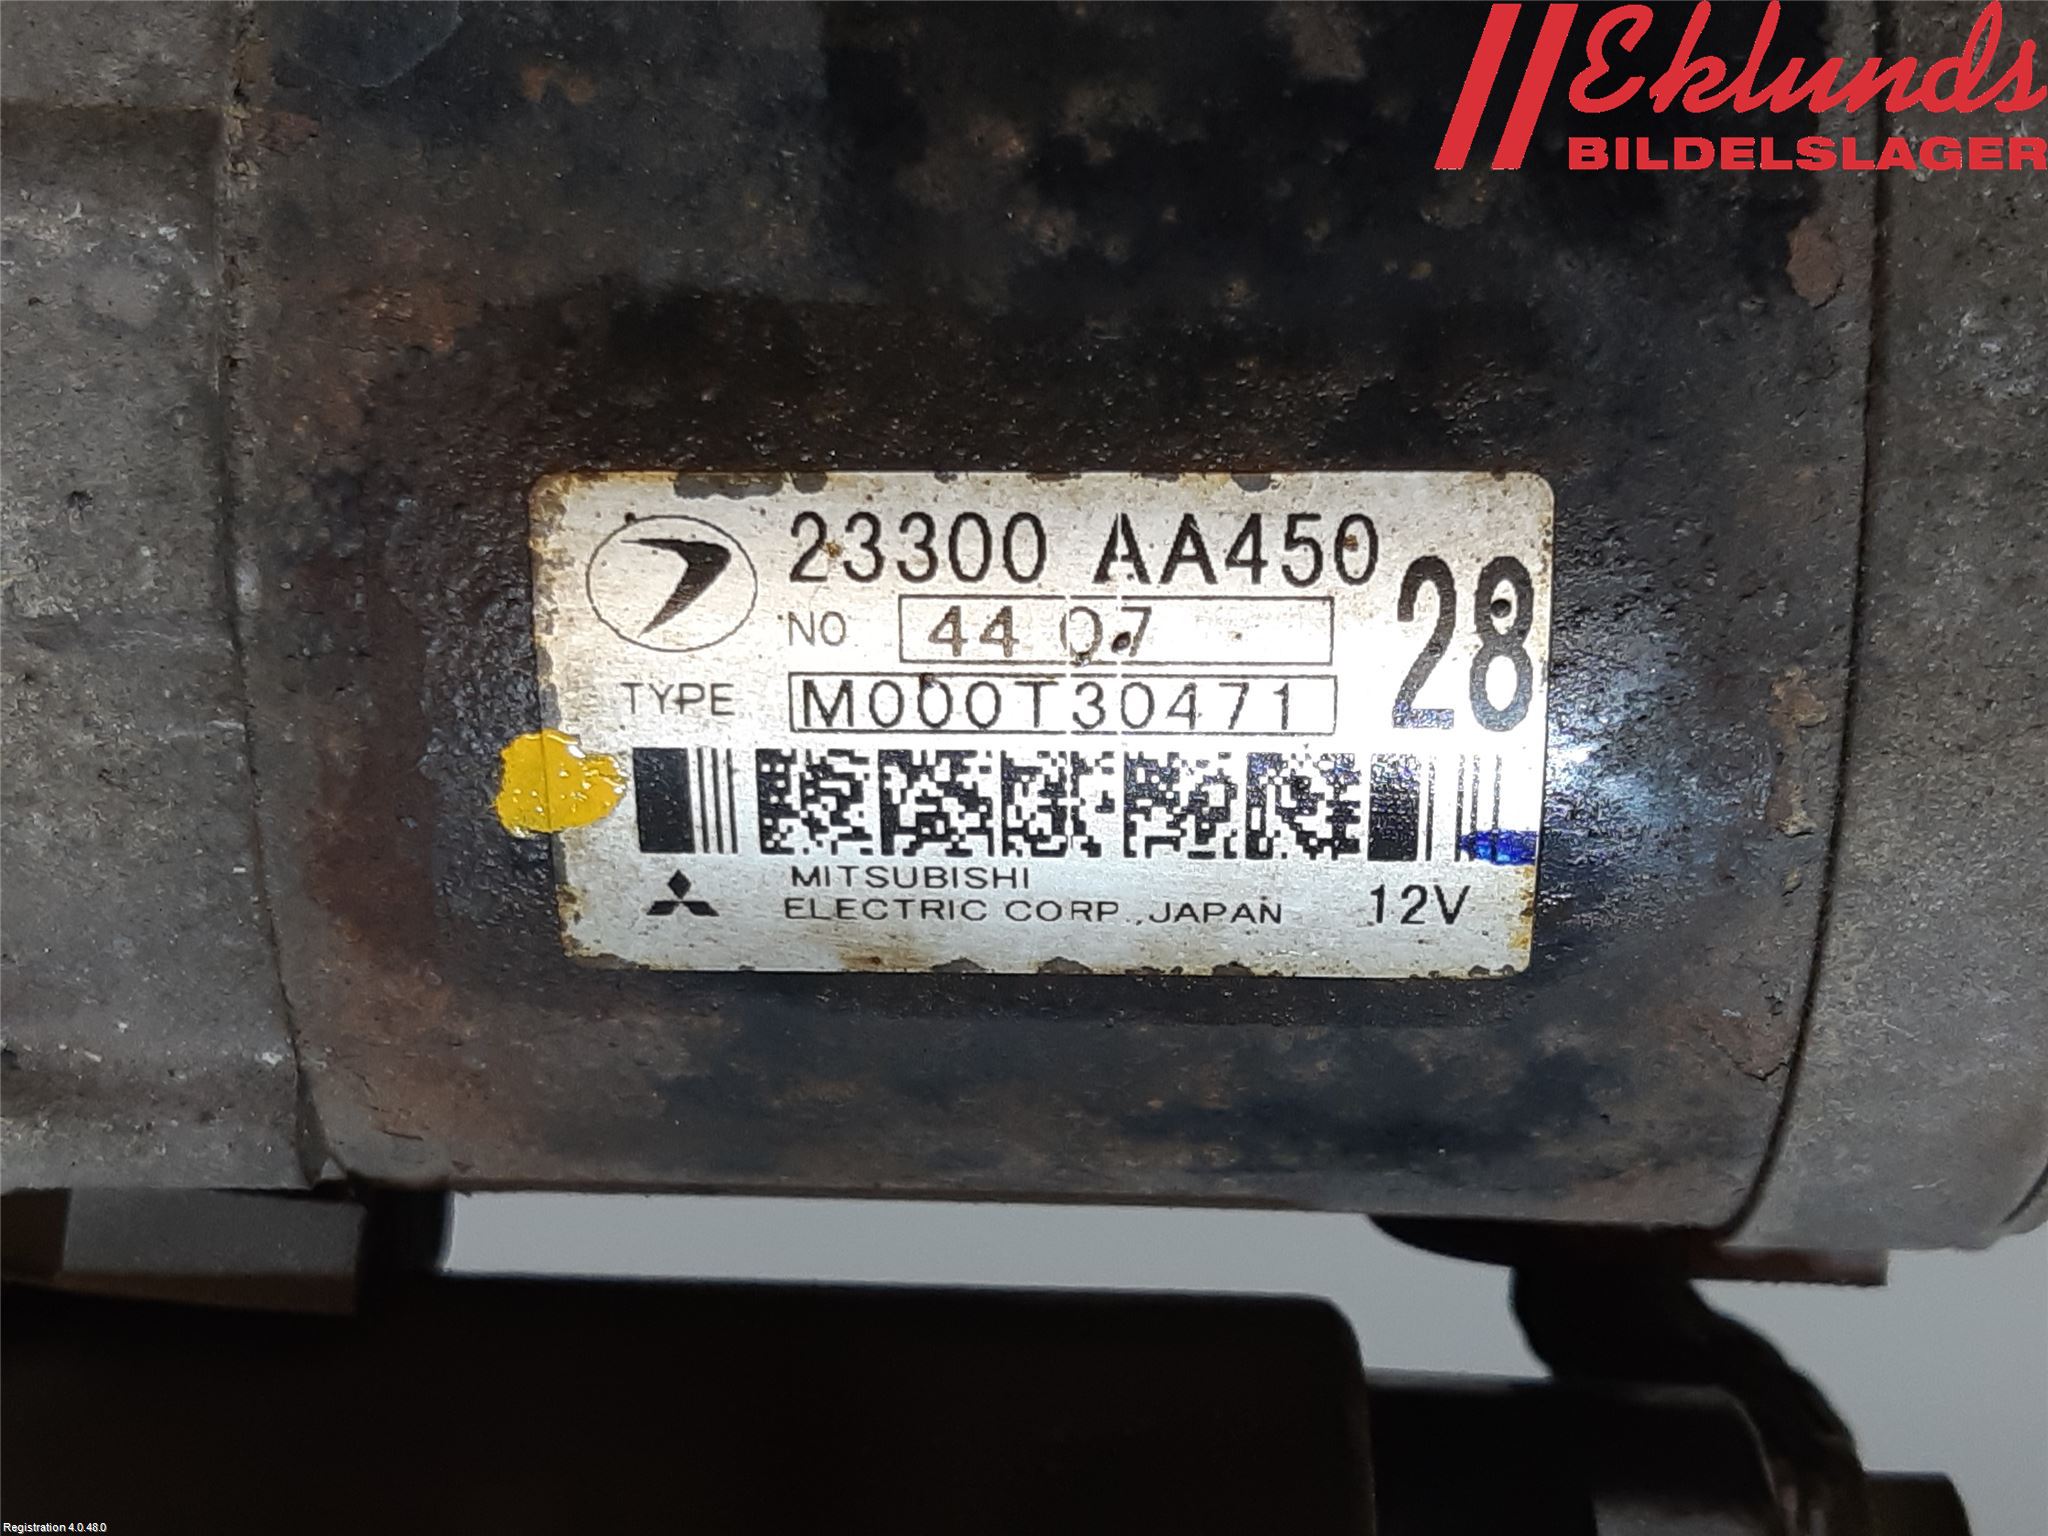 Eklunds
BILDELSLAGER
23300 AA450
28
NO 44 07
TYPE M000T30471
MITSUBISHI
ELECTRIC CORP., JAPAN 12V
Registration 4.0.48.0